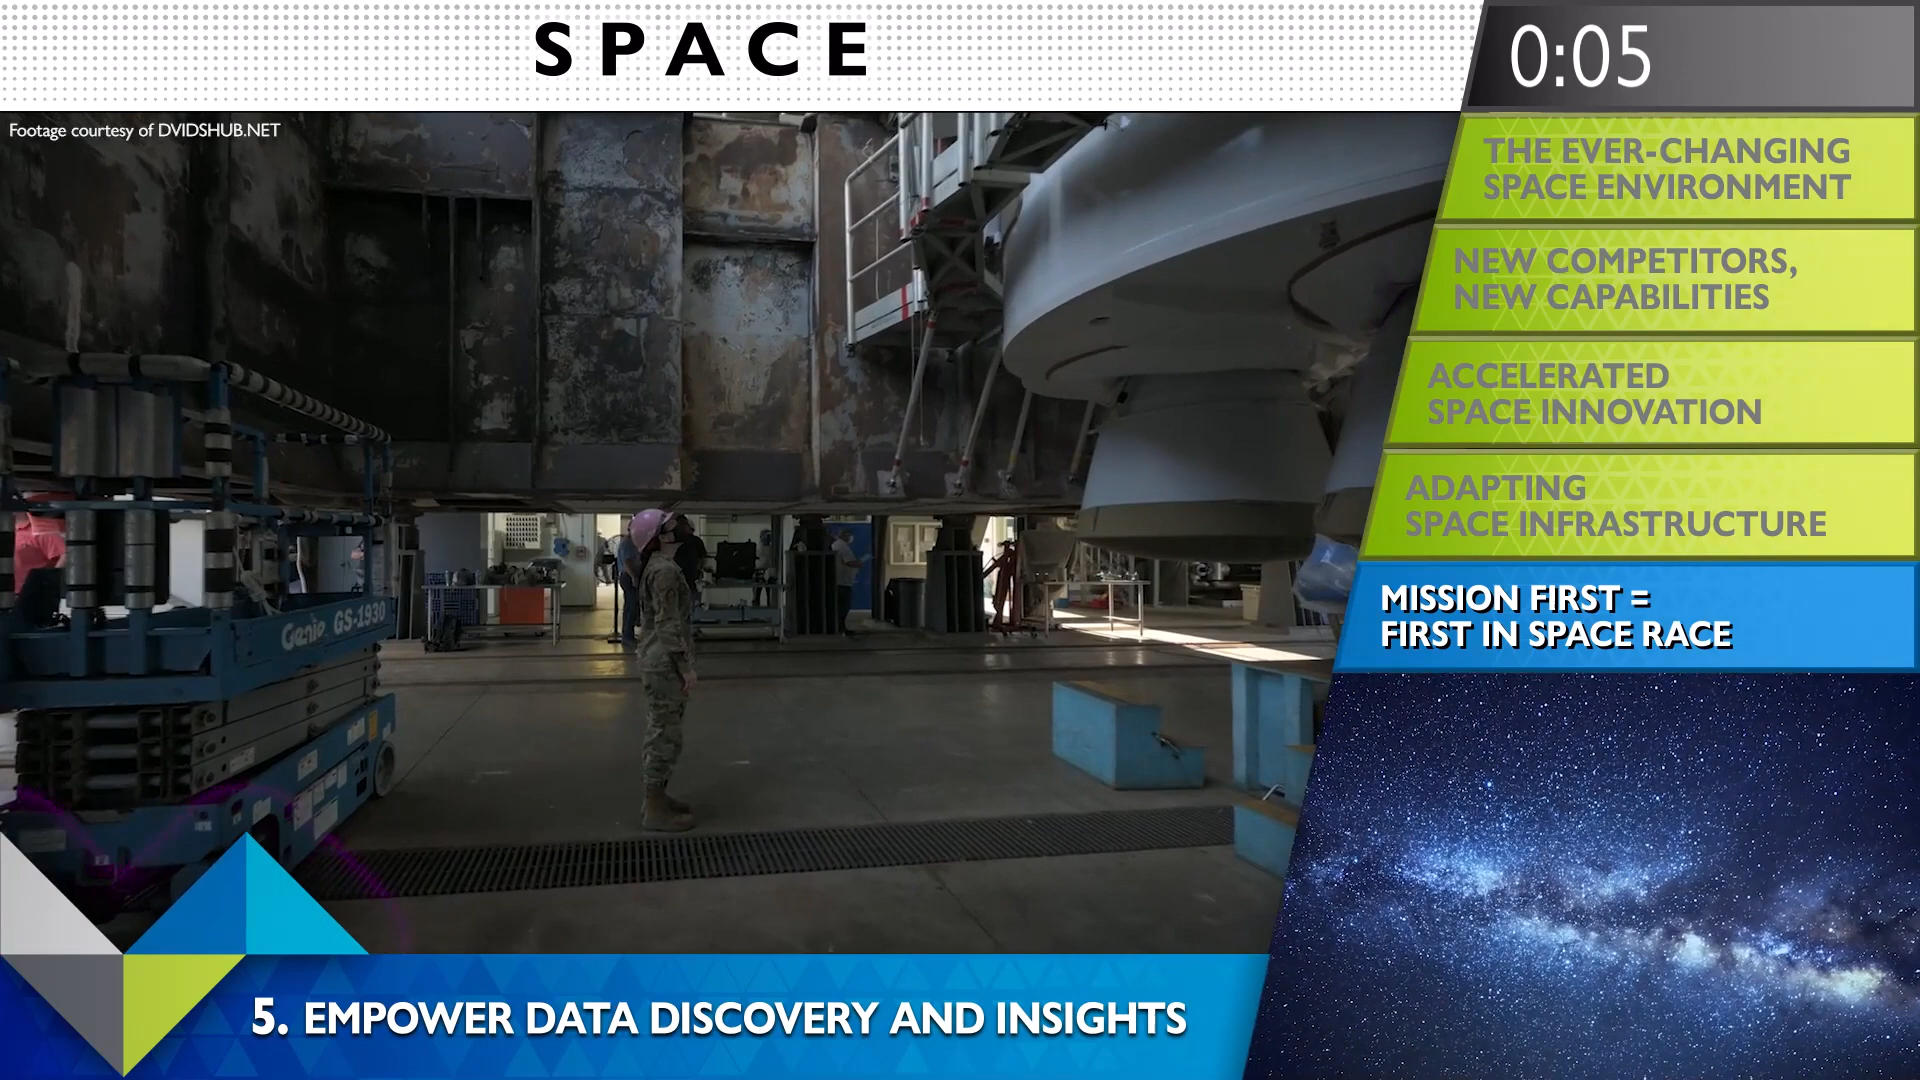 SPACE
0:05
Footage courtesy of DVIDSHUB.NET
THE EVER-CHANGING
SPACE ENVIRONMENT
NEW COMPETITORS,
NEW CAPABILITIES
ACCELERATED
SPACE INNOVATION
ADAPTING
SPACE INFRASTRUCTURE
MISSION FIRST =
FIRST IN SPACE RACE
Genie GS-1930
5. EMPOWER DATA DISCOVERY AND INSIGHTS